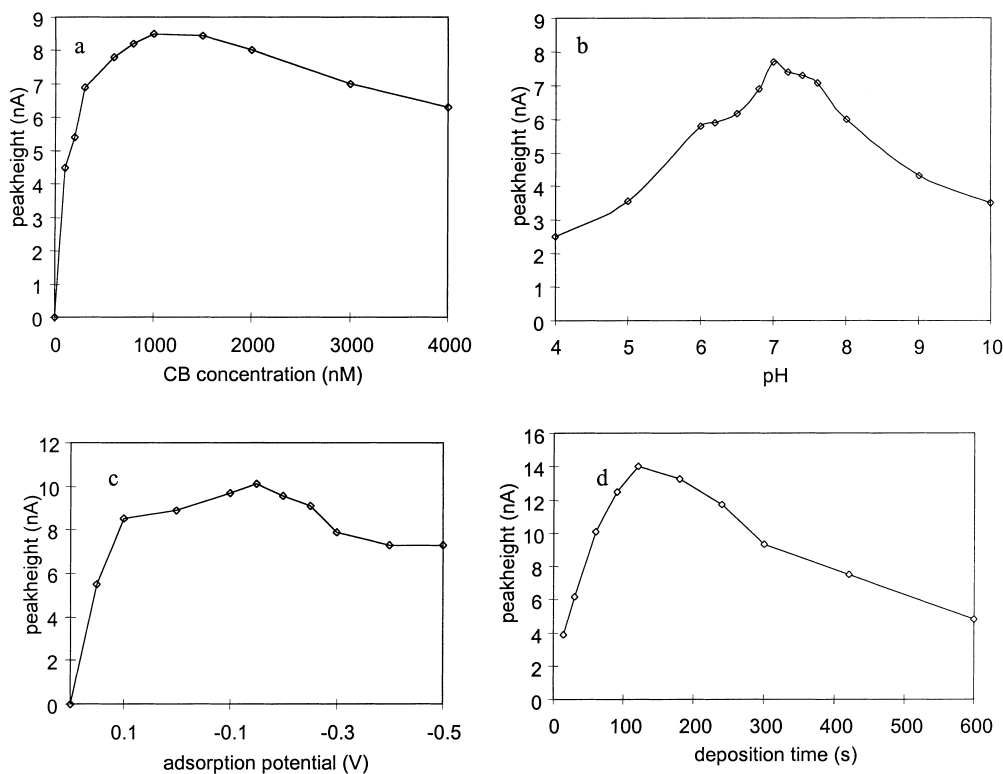 a
peakheight (nA)
9
8
7
6
5
4
3
2
1
0
0 1000 2000 3000 4000
CB concentration (nM)
b
peakheight (nA)
9
8
7
6
5
4
3
2
1
0
4 5 6 7 8 9 10
pH
c
peakheight (nA)
12
10
8
6
4
2
0
0.1 -0.1 -0.3 -0.5
adsorption potential (V)
d
peakheight (nA)
16
14
12
10
8
6
4
2
0
0 100 200 300 400 500 600
deposition time (s)